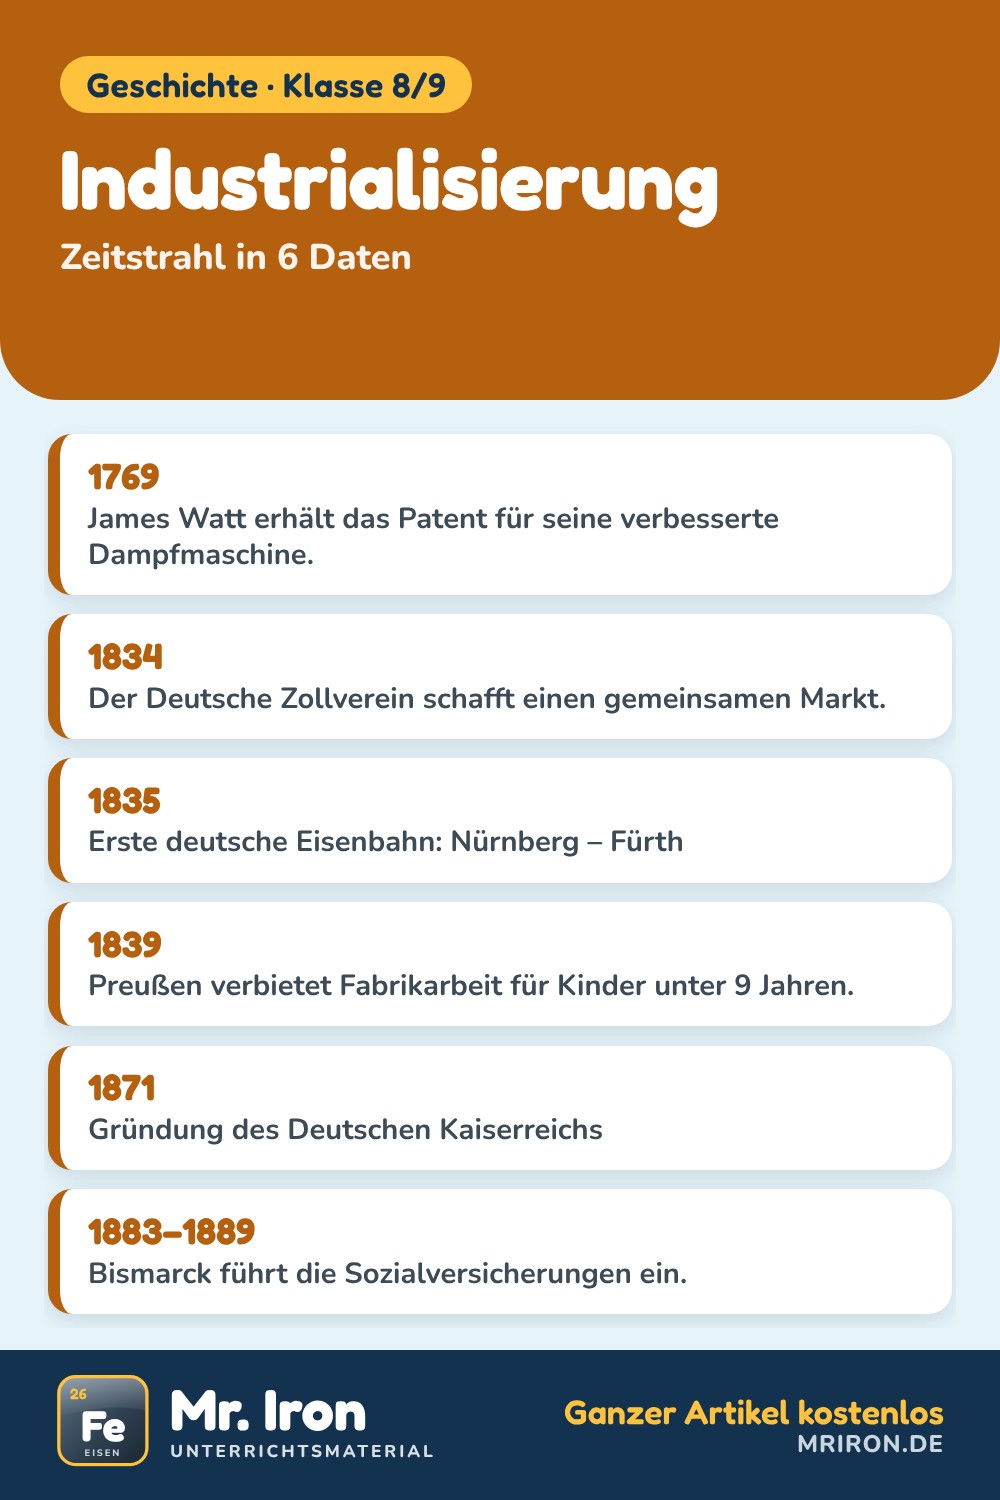 Geschichte · Klasse 8/9
Industrialisierung
Zeitstrahl in 6 Daten
1769
James Watt erhält das Patent für seine verbesserte
Dampfmaschine.
1834
Der Deutsche Zollverein schafft einen gemeinsamen Markt.
1835
Erste deutsche Eisenbahn: Nürnberg – Fürth
1839
Preußen verbietet Fabrikarbeit für Kinder unter 9 Jahren.
1871
Gründung des Deutschen Kaiserreichs
1883–1889
Bismarck führt die Sozialversicherungen ein.
26
Fe
EISEN
Mr. Iron
UNTERRICHTSMATERIAL
Ganzer Artikel kostenlos
MRIRON.DE